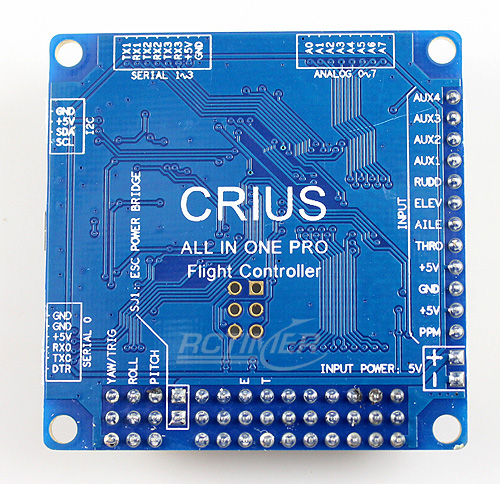 TX1
RX1
TX2
RX2
TX3
RX3
+5V
GND
SERIAL 1~3
A0
A1
A2
A3
A4
A5
A6
A7
ANALOG 0~7
GND
+5V
SDA
SCL
I2C
AUX4
AUX3
AUX2
AUX1
RUDD
ELEV
AILE
THRO
+5V
GND
+5V
PPM
INPUT
CRIUS
ALL IN ONE PRO
Flight Controller
SJ1: ESC POWER BRIDGE
GND
GND
+5V
RX0
TX0
DTR
SERIAL 0
RCTIMER
YAW/TRIG
ROLL
PITCH
E T
INPUT POWER: 5V
+
-